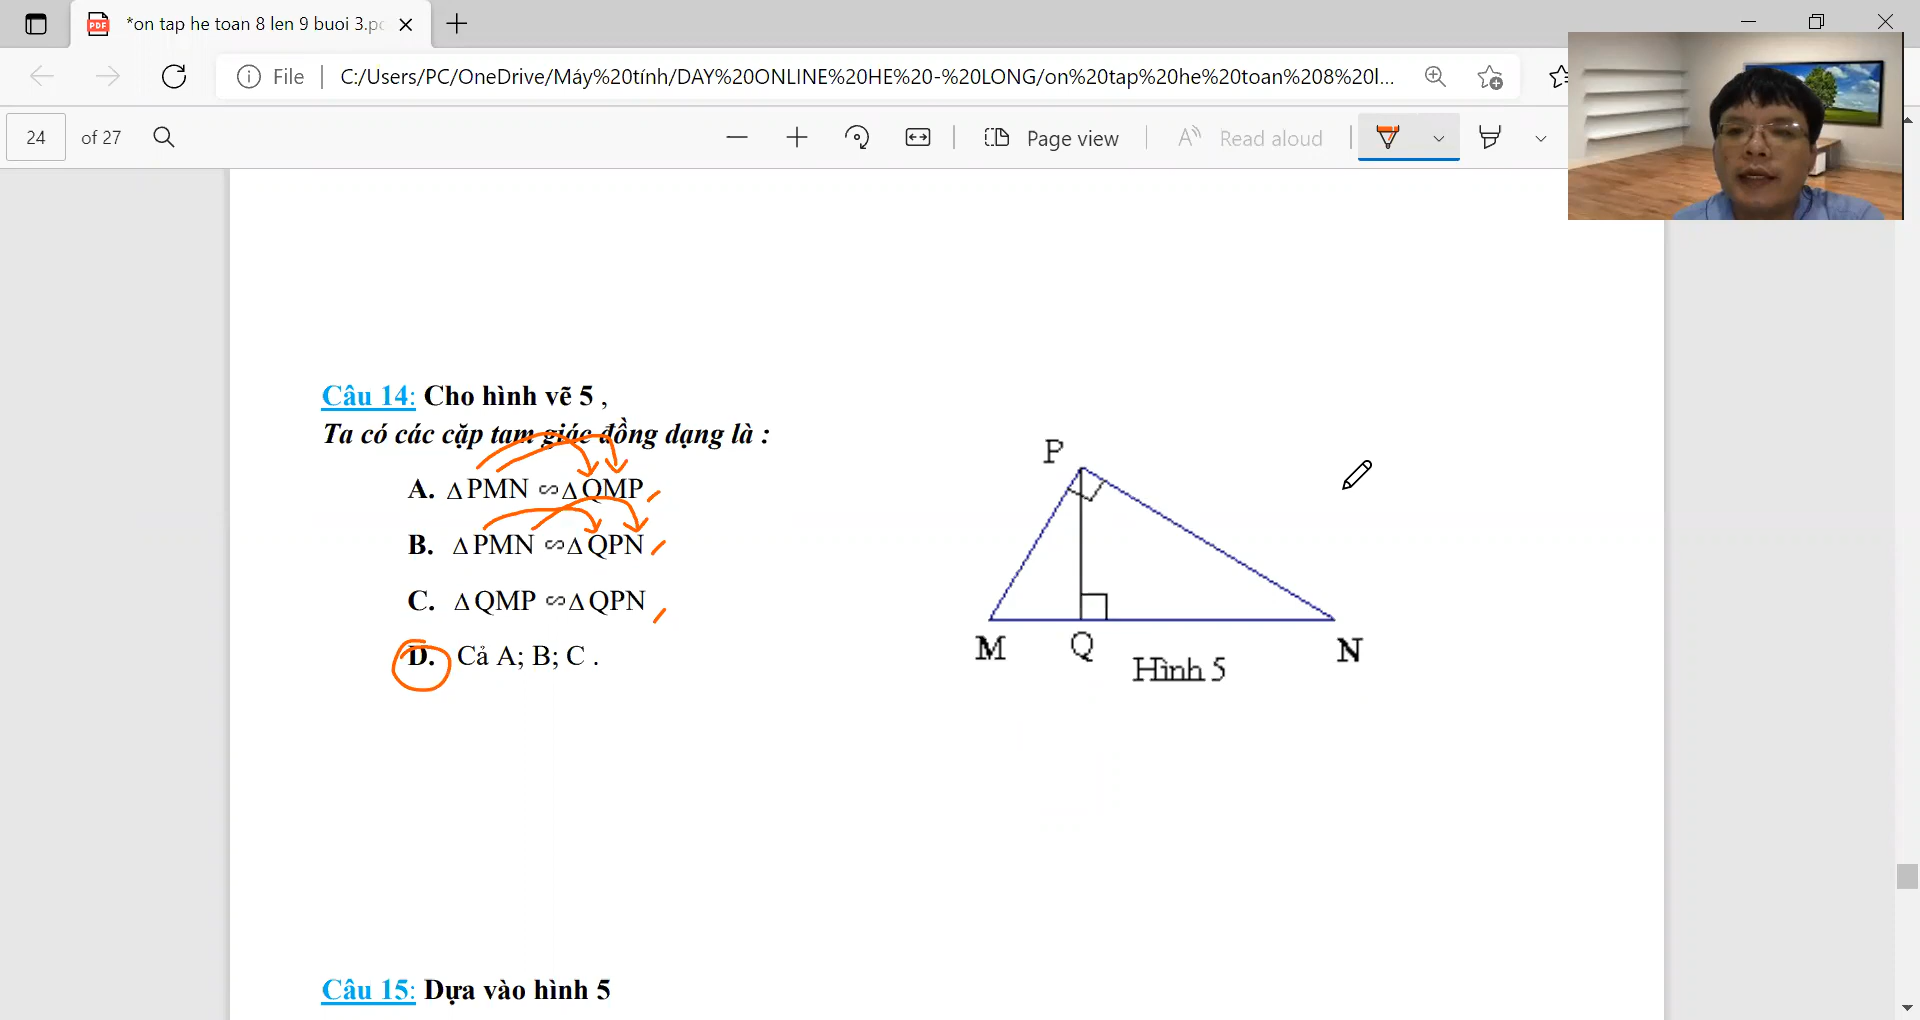 *on tap he toan 8 len 9 buoi 3.pd
File
C:/Users/PC/OneDrive/Máy%20tính/DAY%20ONLINE%20HE%20-%20LONG/on%20tap%20he%20toan%208%20l...
24 of 27
Page view
Read aloud
Câu 14: Cho hình vẽ 5 ,
Ta có các cặp tam giác đồng dạng là :
A. ∆ PMN ∽ ∆ QMP
B. ∆ PMN ∽ ∆ QPN
C. ∆ QMP ∽ ∆ QPN
D. Cả A; B; C .
P
M
Q
N
Hình 5
Câu 15: Dựa vào hình 5